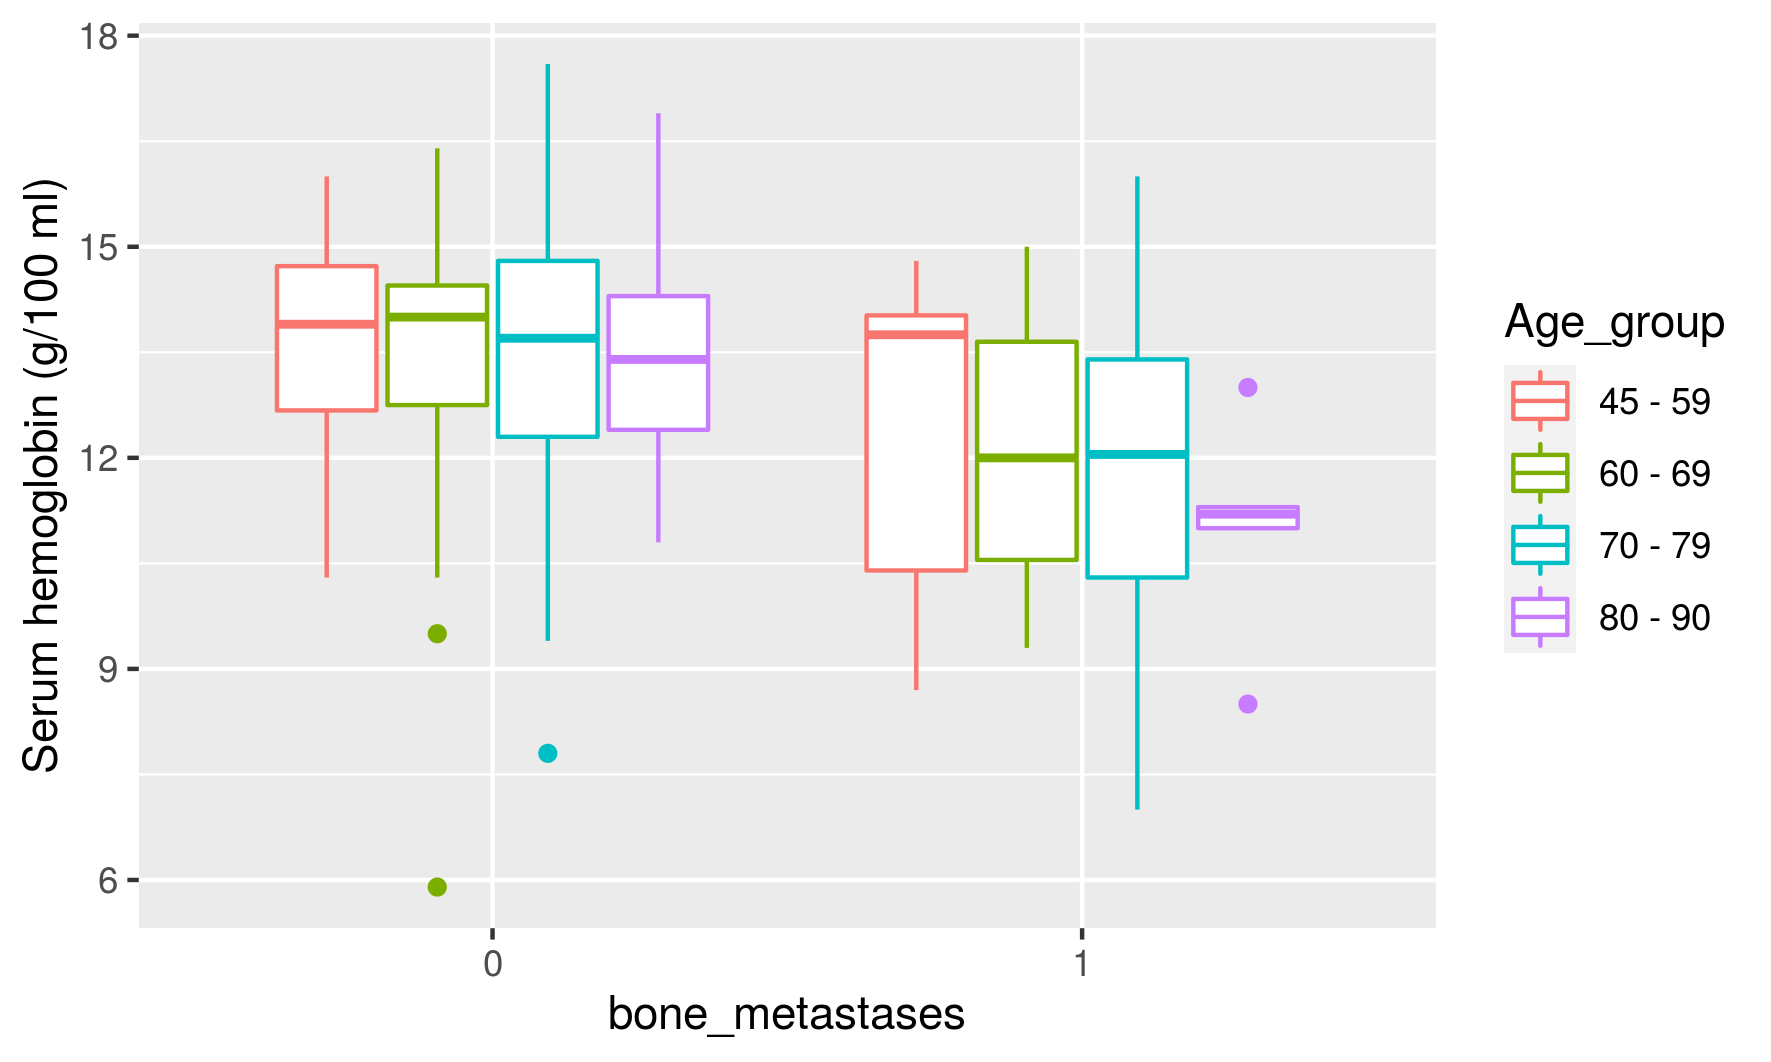 Serum hemoglobin (g/100 ml)
18
15
12
9
6
0
1
bone_metastases
Age_group
45 - 59
60 - 69
70 - 79
80 - 90